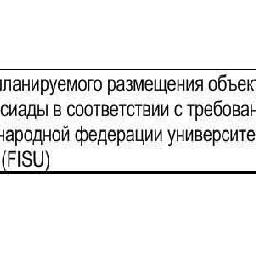 планируемого размещения объект
сиады в соответствии с требован
народной федерации университе
(FISU)